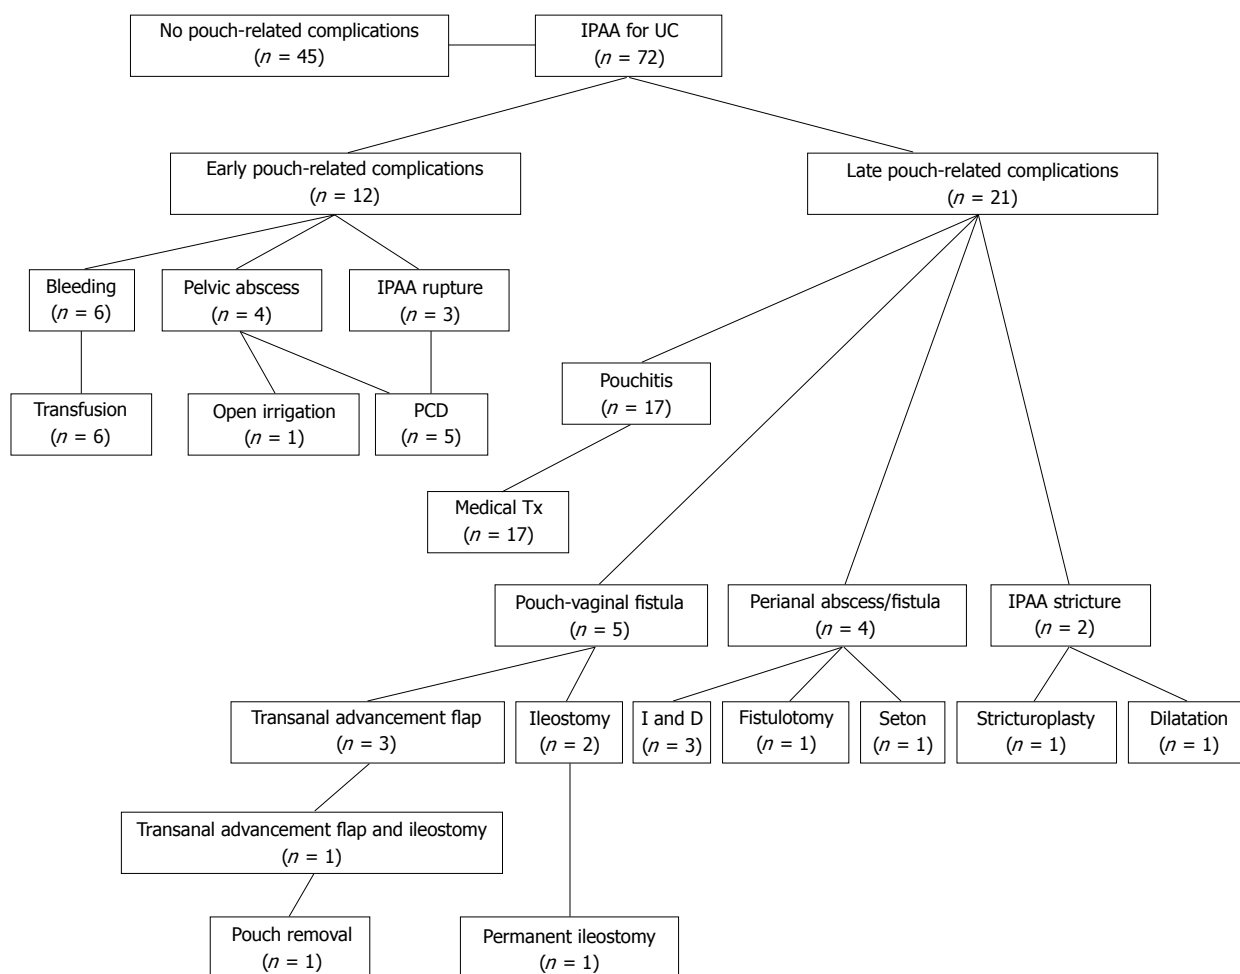 No pouch-related complications
(n = 45)
IPAA for UC
(n = 72)
Early pouch-related complications
(n = 12)
Late pouch-related complications
(n = 21)
Bleeding
(n = 6)
Pelvic abscess
(n = 4)
IPAA rupture
(n = 3)
Pouchitis
(n = 17)
Transfusion
(n = 6)
Open irrigation
(n = 1)
PCD
(n = 5)
Medical Tx
(n = 17)
Pouch-vaginal fistula
(n = 5)
Perianal abscess/fistula
(n = 4)
IPAA stricture
(n = 2)
Transanal advancement flap
(n = 3)
Ileostomy
(n = 2)
I and D
(n = 3)
Fistulotomy
(n = 1)
Seton
(n = 1)
Stricturoplasty
(n = 1)
Dilatation
(n = 1)
Transanal advancement flap and ileostomy
(n = 1)
Pouch removal
(n = 1)
Permanent ileostomy
(n = 1)